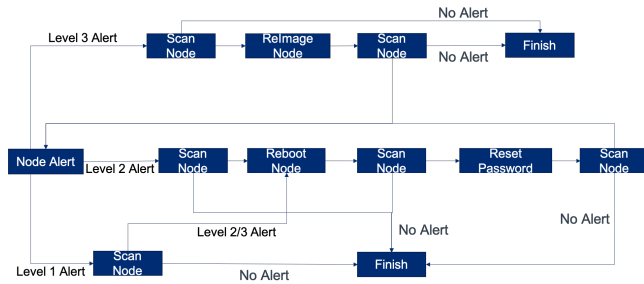 No Alert
Level 3 Alert
Scan
Node
ReImage
Node
Scan
Node
No Alert
Finish
Node Alert
Level 2 Alert
Scan
Node
Reboot
Node
Scan
Node
Reset
Password
Scan
Node
Level 2/3 Alert
No Alert
No Alert
Level 1 Alert
Scan
Node
No Alert
Finish